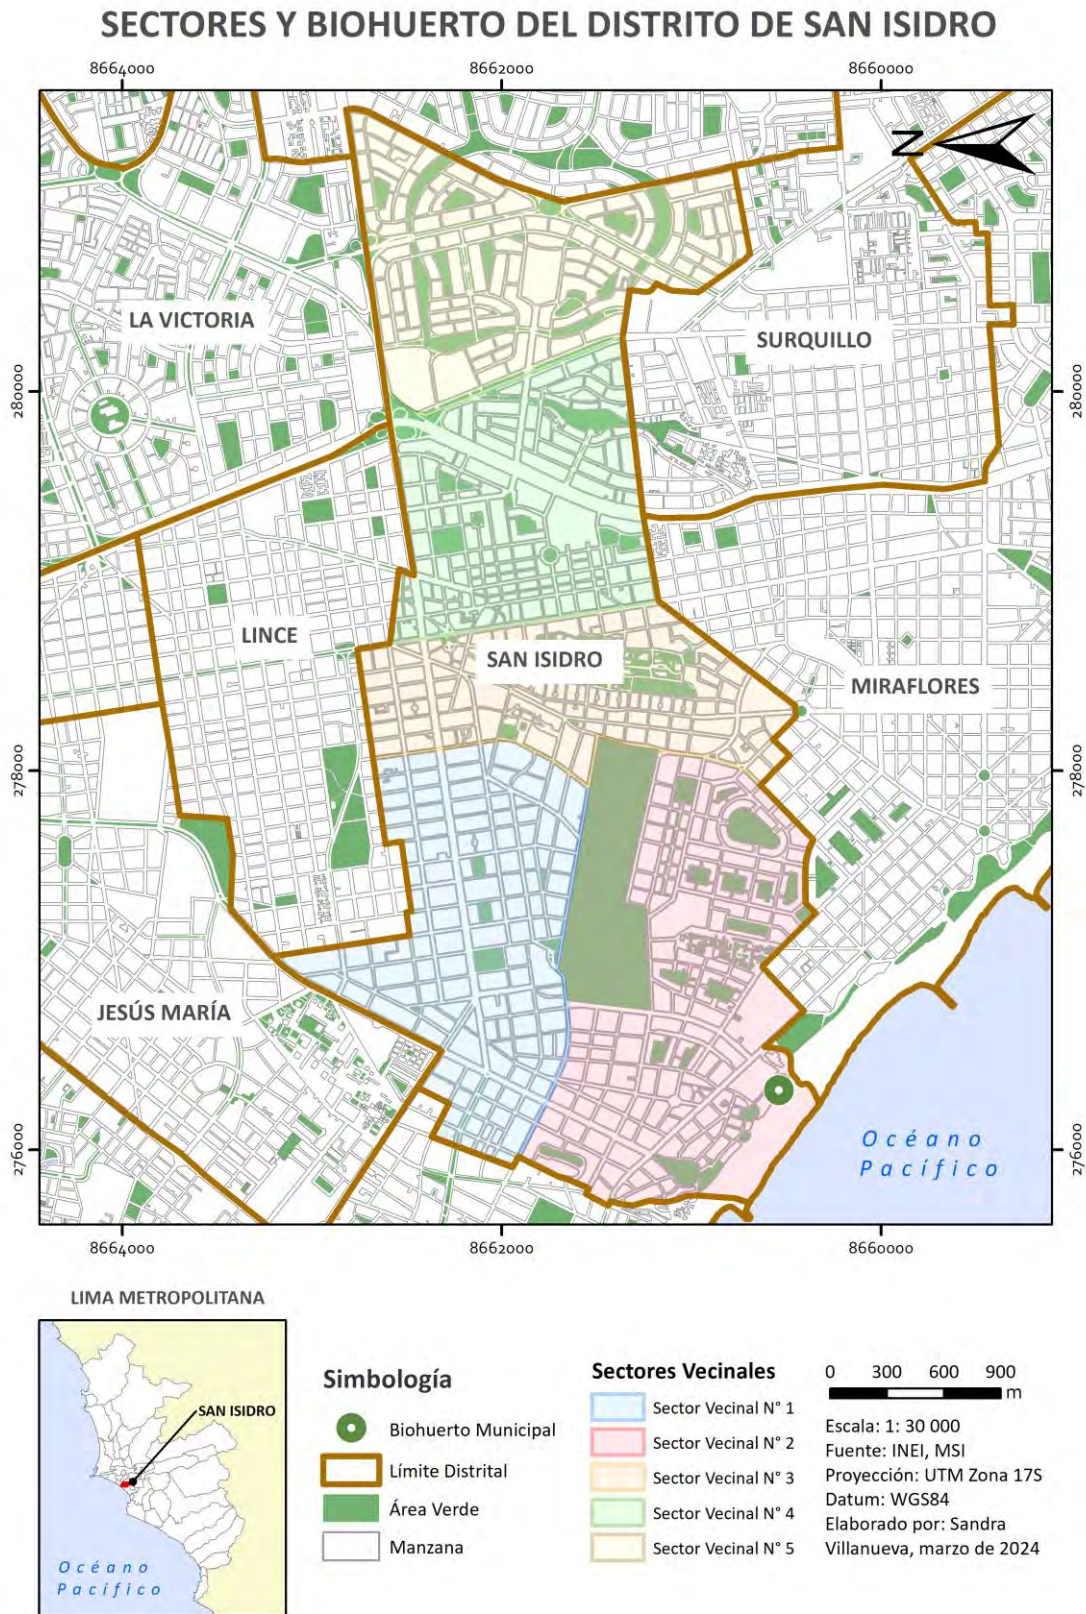 SECTORES Y BIOHUERTO DEL DISTRITO DE SAN ISIDRO
8664000
8662000
8660000
N
LA VICTORIA
SURQUILLO
280000
280000
LINCE
SAN ISIDRO
MIRAFLORES
278000
278000
JESÚS MARÍA
Océano
Pacífico
276000
276000
8664000
8662000
8660000
LIMA METROPOLITANA
SAN ISIDRO
Océano
Pacífico
Simbología
Biohuerto Municipal
Límite Distrital
Área Verde
Manzana
Sectores Vecinales
Sector Vecinal N° 1
Sector Vecinal N° 2
Sector Vecinal N° 3
Sector Vecinal N° 4
Sector Vecinal N° 5
0 300 600 900
m
Escala: 1: 30 000
Fuente: INEI, MSI
Proyección: UTM Zona 17S
Datum: WGS84
Elaborado por: Sandra
Villanueva, marzo de 2024